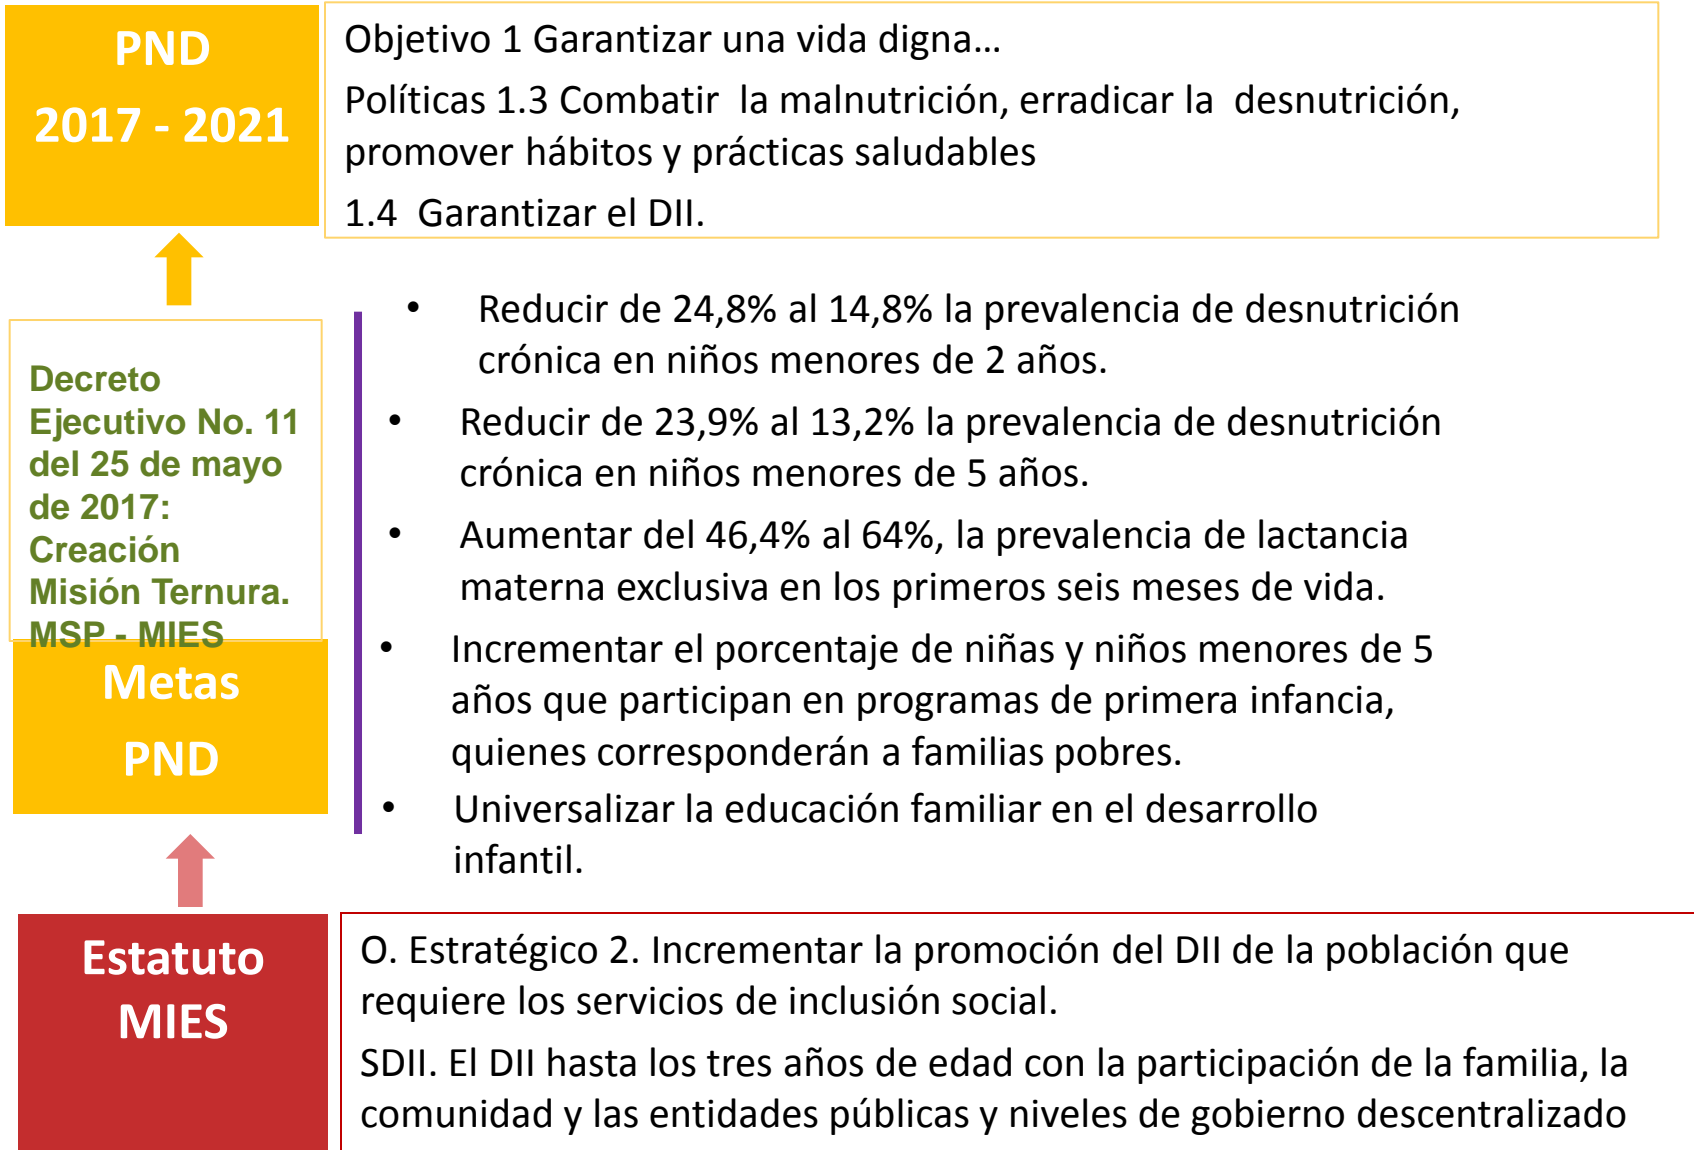 PND
2017 - 2021
Objetivo 1 Garantizar una vida digna...
Políticas 1.3 Combatir  la malnutrición, erradicar la  desnutrición,
promover hábitos y prácticas saludables
1.4  Garantizar el DII.
Decreto
Ejecutivo No. 11
del 25 de mayo
de 2017:
Creación
Misión Ternura.
MSP - MIES
Metas
PND
• Reducir de 24,8% al 14,8% la prevalencia de desnutrición
crónica en niños menores de 2 años.
• Reducir de 23,9% al 13,2% la prevalencia de desnutrición
crónica en niños menores de 5 años.
• Aumentar del 46,4% al 64%, la prevalencia de lactancia
materna exclusiva en los primeros seis meses de vida.
• Incrementar el porcentaje de niñas y niños menores de 5
años que participan en programas de primera infancia,
quienes corresponderán a familias pobres.
• Universalizar la educación familiar en el desarrollo
infantil.
Estatuto
MIES
O. Estratégico 2. Incrementar la promoción del DII de la población que
requiere los servicios de inclusión social.
SDII. El DII hasta los tres años de edad con la participación de la familia, la
comunidad y las entidades públicas y niveles de gobierno descentralizado